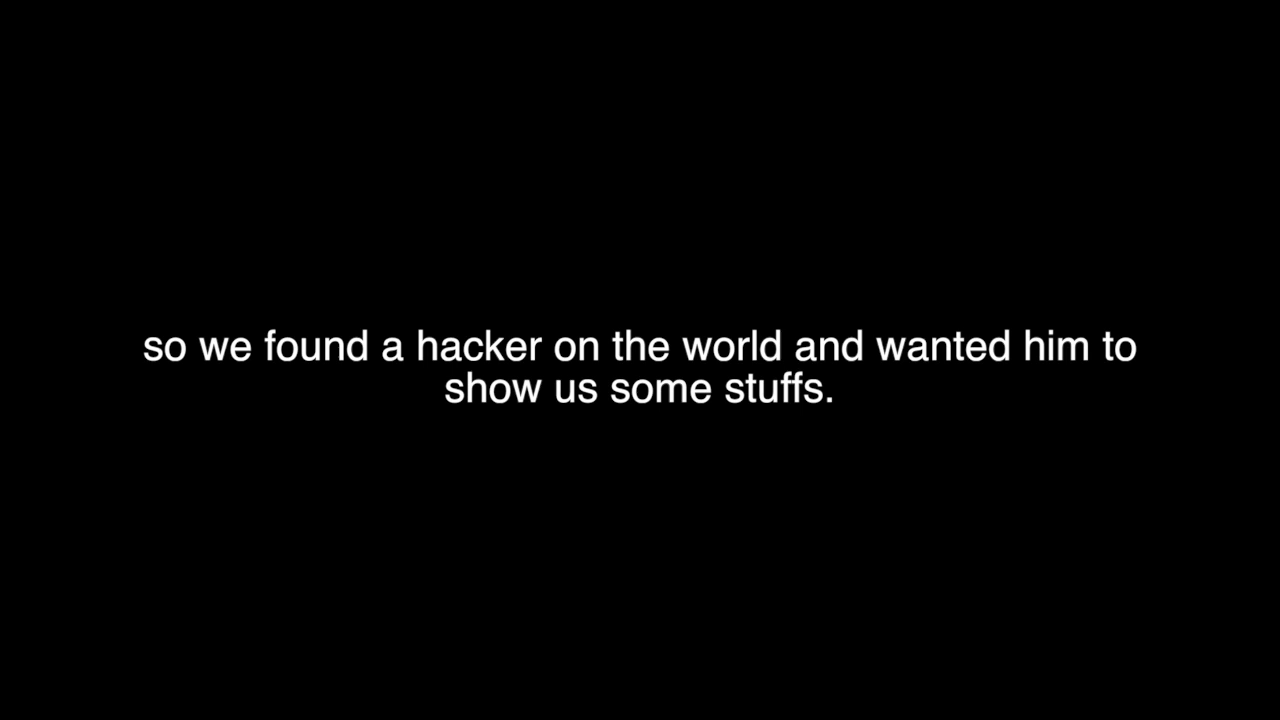 so we found a hacker on the world and wanted him to
show us some stuffs.